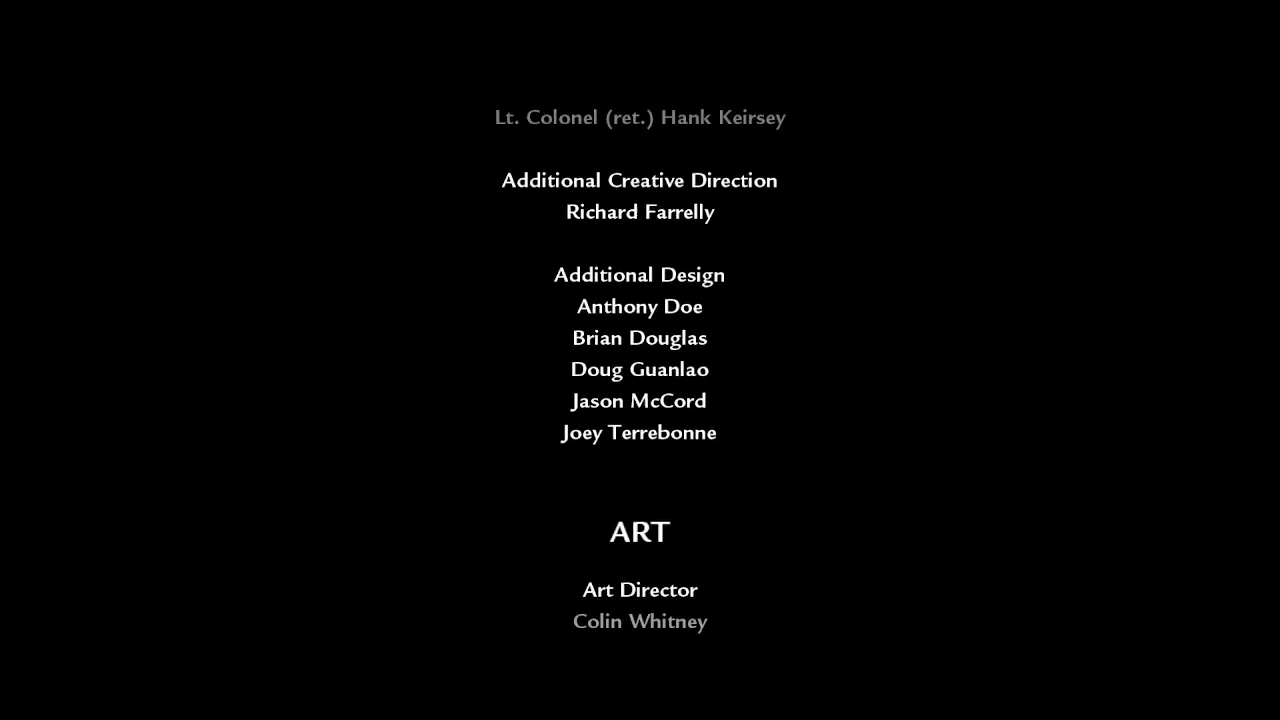 Lt. Colonel (ret.) Hank Keirsey
Additional Creative Direction
Richard Farrelly
Additional Design
Anthony Doe
Brian Douglas
Doug Guanlao
Jason McCord
Joey Terrebonne
ART
Art Director
Colin Whitney